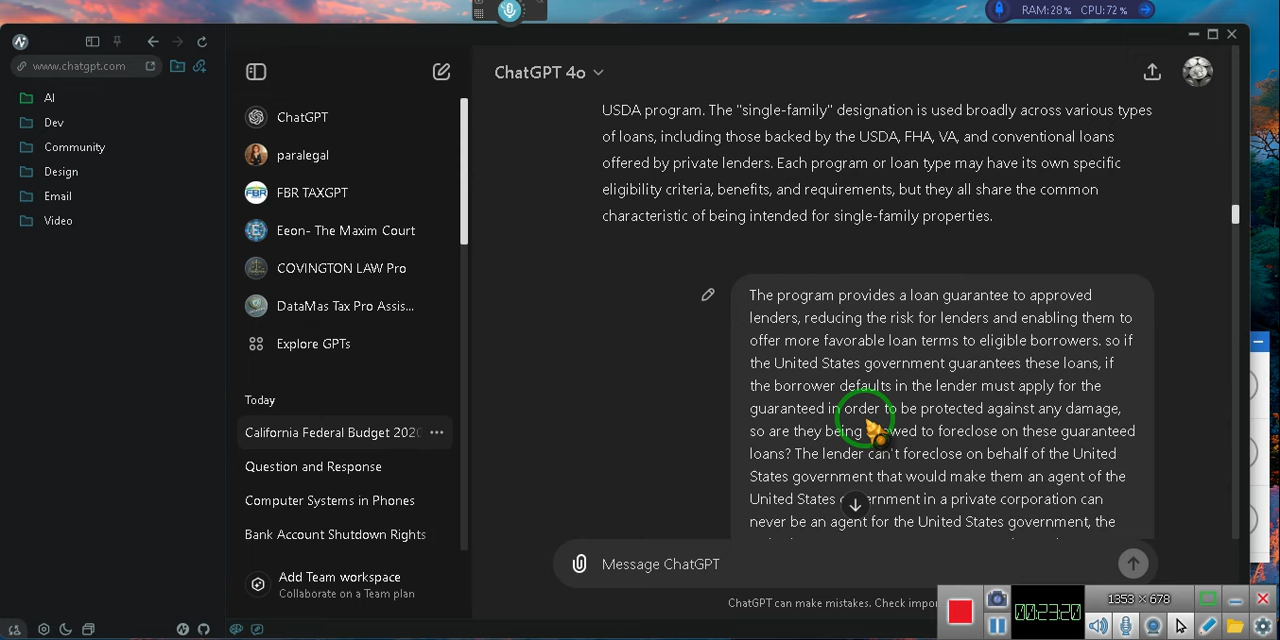 RAM:28% CPU:72%
www.chatgpt.com
AI
Dev
Community
Design
Email
Video
ChatGPT
paralegal
FBR TAXGPT
Eeon- The Maxim Court
COVINGTON LAW Pro
DataMas Tax Pro Assis...
Explore GPTs
Today
California Federal Budget 202
Question and Response
Computer Systems in Phones
Bank Account Shutdown Rights
Add Team workspace
Collaborate on a Team plan
ChatGPT 4o
USDA program. The "single-family" designation is used broadly across various types
of loans, including those backed by the USDA, FHA, VA, and conventional loans
offered by private lenders. Each program or loan type may have its own specific
eligibility criteria, benefits, and requirements, but they all share the common
characteristic of being intended for single-family properties.
The program provides a loan guarantee to approved
lenders, reducing the risk for lenders and enabling them to
offer more favorable loan terms to eligible borrowers. so if
the United States government guarantees these loans, if
the borrower defaults in the lender must apply for the
guaranteed in order to be protected against any damage,
so are they being wed to foreclose on these guaranteed
loans? The lender can't foreclose on behalf of the United
States government that would make them an agent of the
United States ernment in a private corporation can
never be an agent for the United States government, the
Message ChatGPT
ChatGPT can make mistakes. Check impor
00:23:20
1353 × 678